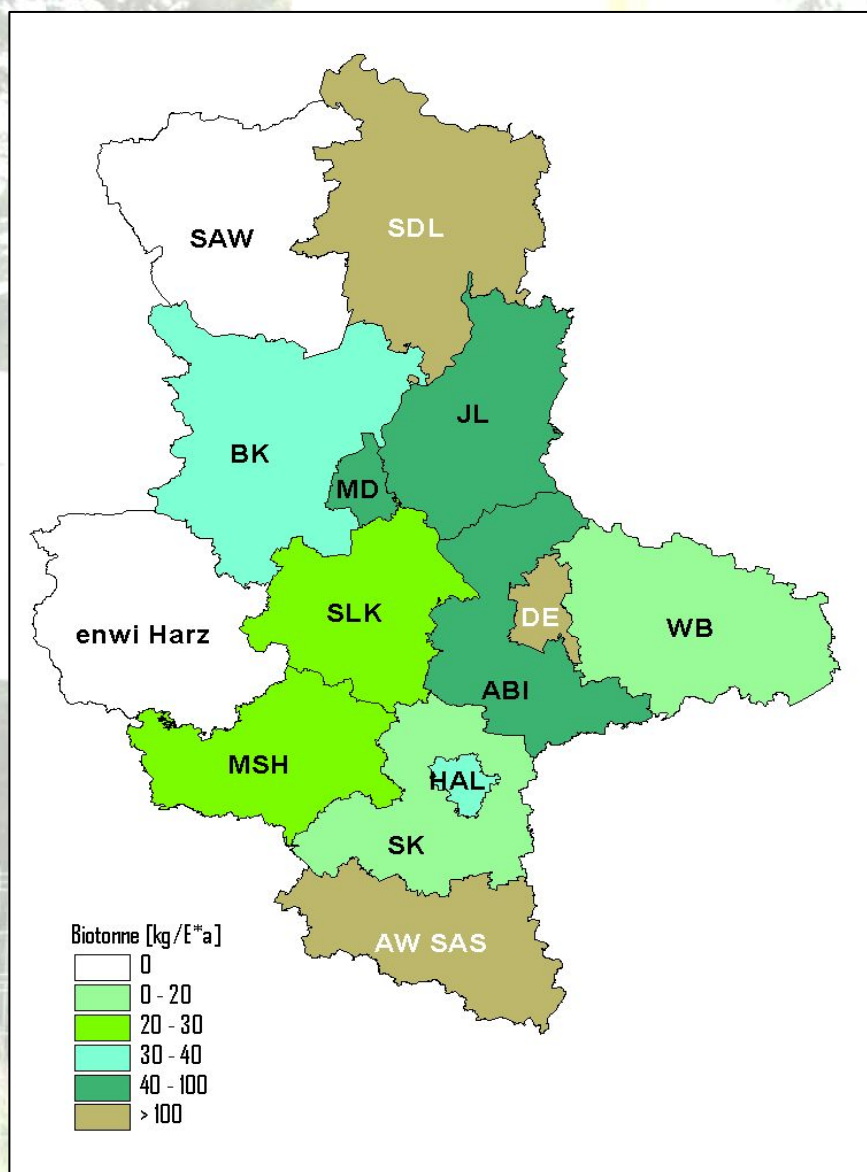 SAW
SDL
BK
JL
MD
enwi Harz
SLK
DE
WB
ABI
MSH
HAL
SK
AW SAS
Biotonne [kg/E*a]
0
0 - 20
20 - 30
30 - 40
40 - 100
> 100